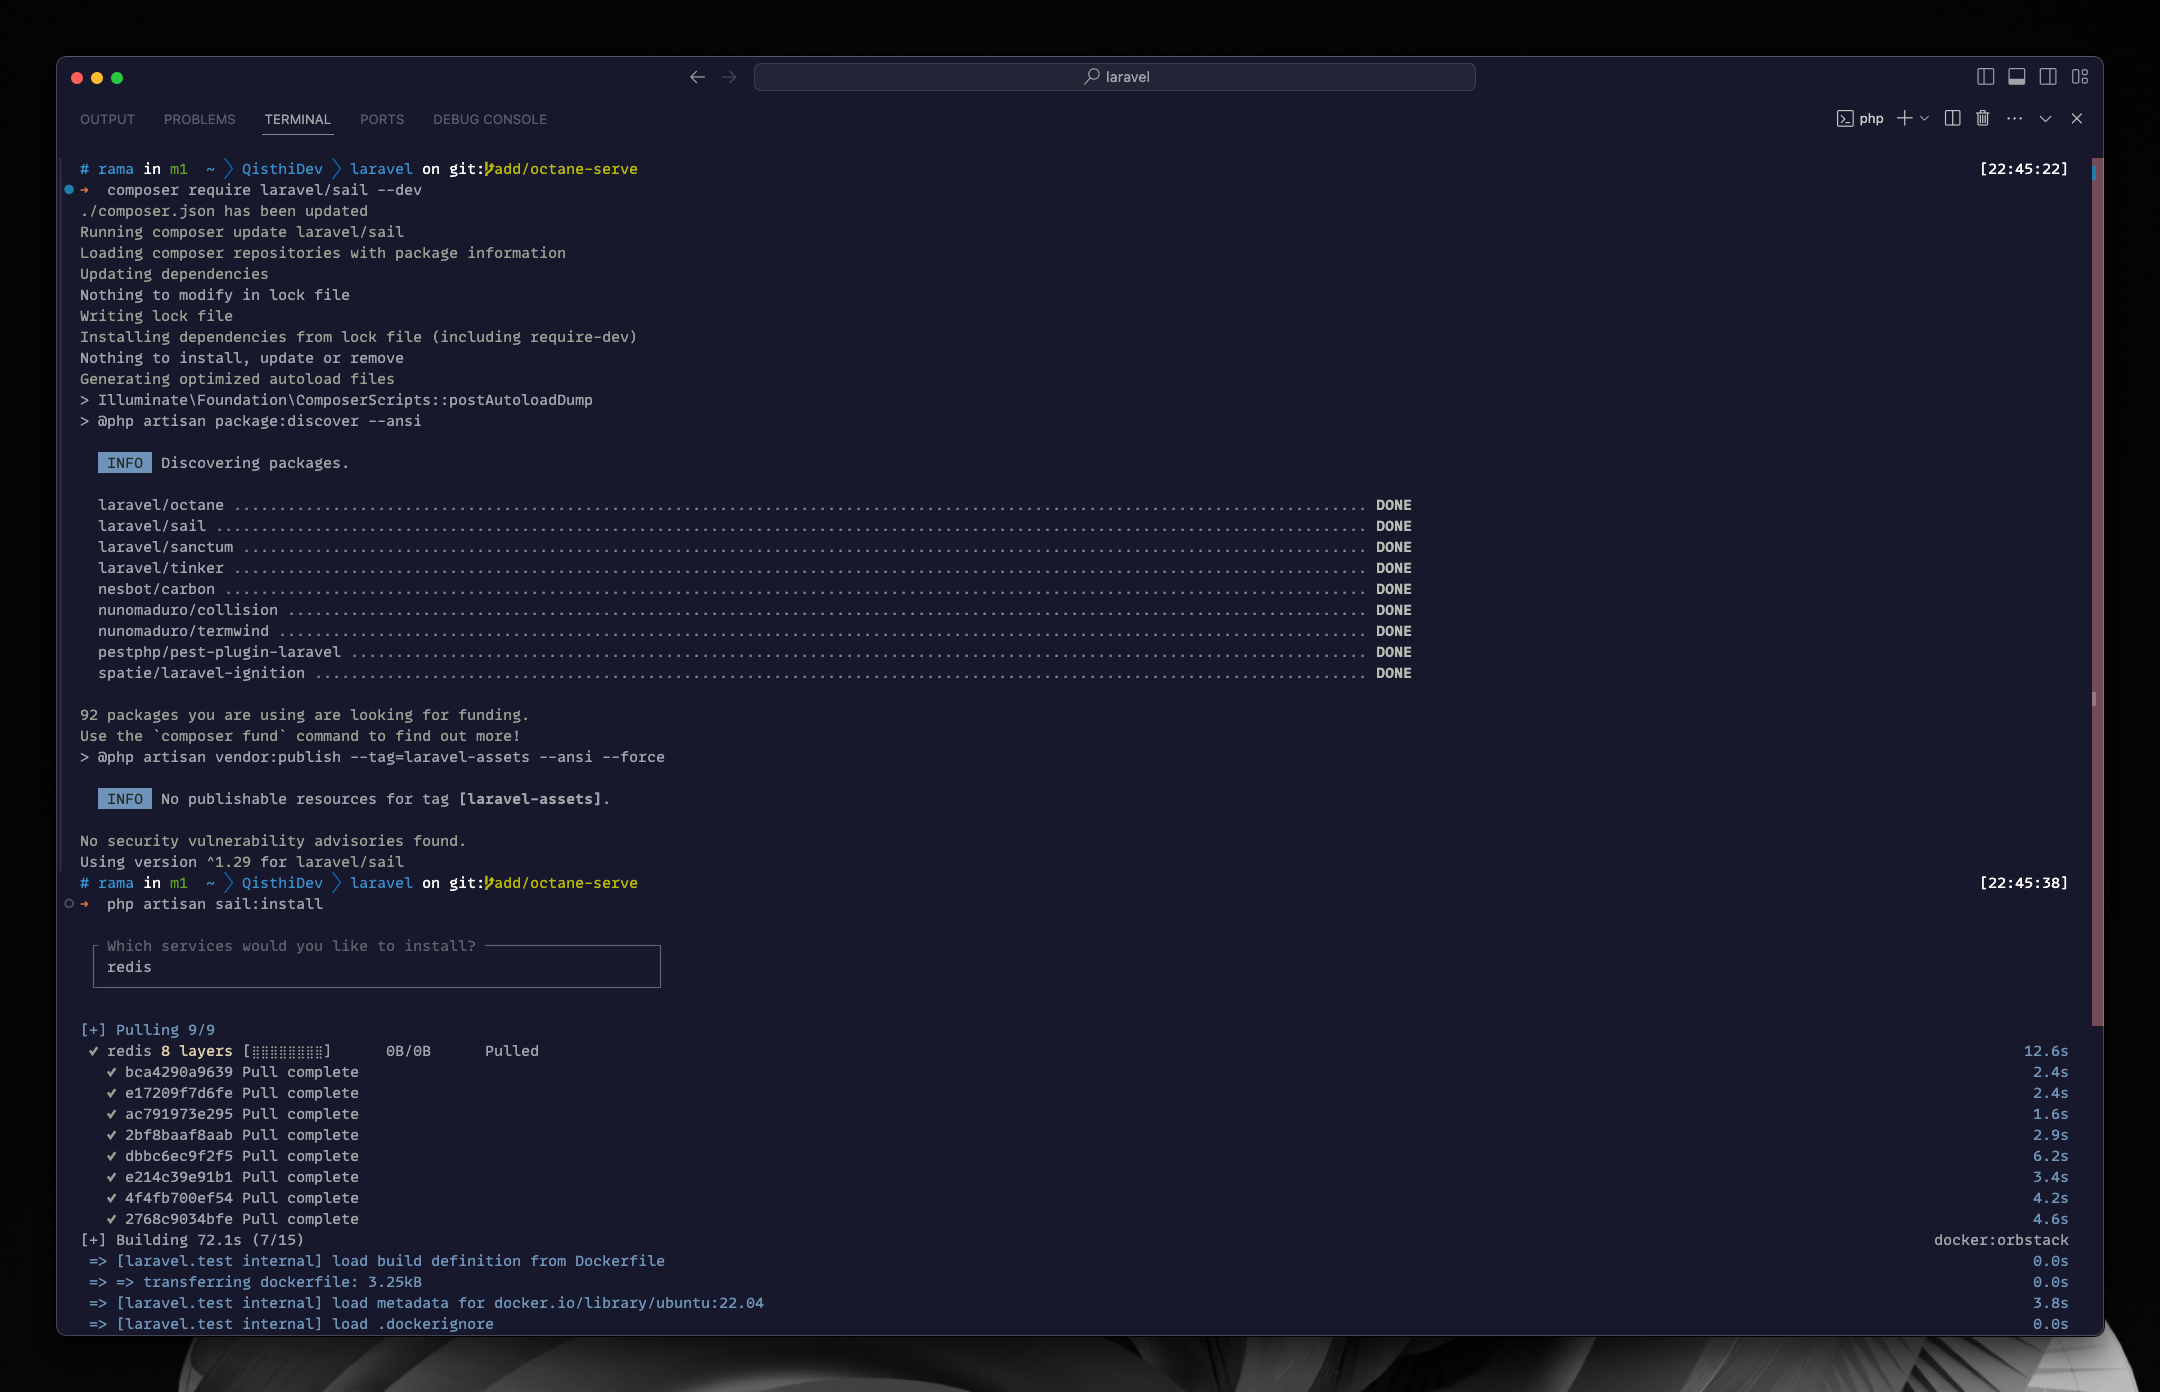 laravel
OUTPUT PROBLEMS TERMINAL PORTS DEBUG CONSOLE php
# rama in m1 ~ QisthiDev laravel on git:add/octane-serve [22:45:22]
➜ composer require laravel/sail --dev
./composer.json has been updated
Running composer update laravel/sail
Loading composer repositories with package information
Updating dependencies
Nothing to modify in lock file
Writing lock file
Installing dependencies from lock file (including require-dev)
Nothing to install, update or remove
Generating optimized autoload files
> Illuminate\Foundation\ComposerScripts::postAutoloadDump
> @php artisan package:discover --ansi
INFO Discovering packages.
laravel/octane ........................................................................ DONE
laravel/sail ........................................................................ DONE
laravel/sanctum ........................................................................ DONE
laravel/tinker ........................................................................ DONE
nesbot/carbon ........................................................................ DONE
nunomaduro/collision ........................................................................ DONE
nunomaduro/termwind ........................................................................ DONE
pestphp/pest-plugin-laravel ........................................................................ DONE
spatie/laravel-ignition ........................................................................ DONE
92 packages you are using are looking for funding.
Use the `composer fund` command to find out more!
> @php artisan vendor:publish --tag=laravel-assets --ansi --force
INFO No publishable resources for tag [laravel-assets].
No security vulnerability advisories found.
Using version ^1.29 for laravel/sail
# rama in m1 ~ QisthiDev laravel on git:add/octane-serve [22:45:38]
➜ php artisan sail:install
Which services would you like to install?
redis
[+] Pulling 9/9
✔ redis 8 layers [⣿⣿⣿⣿⣿⣿⣿⣿] 0B/0B Pulled 12.6s
✔ bca4290a9639 Pull complete 2.4s
✔ e17209f7d6fe Pull complete 2.4s
✔ ac791973e295 Pull complete 1.6s
✔ 2bf8baaf8aab Pull complete 2.9s
✔ dbbc6ec9f2f5 Pull complete 6.2s
✔ e214c39e91b1 Pull complete 3.4s
✔ 4f4fb700ef54 Pull complete 4.2s
✔ 2768c9034bfe Pull complete 4.6s
[+] Building 72.1s (7/15) docker:orbstack
=> [laravel.test internal] load build definition from Dockerfile 0.0s
=> => transferring dockerfile: 3.25kB 0.0s
=> [laravel.test internal] load metadata for docker.io/library/ubuntu:22.04 3.8s
=> [laravel.test internal] load .dockerignore 0.0s